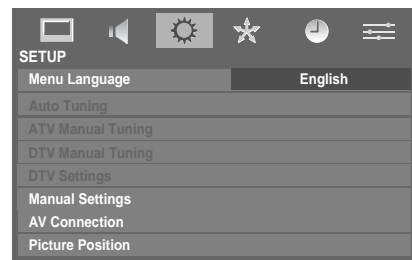 SETUP
Menu Language English
Auto Tuning
ATV Manual Tuning
DTV Manual Tuning
DTV Settings
Manual Settings
AV Connection
Picture Position